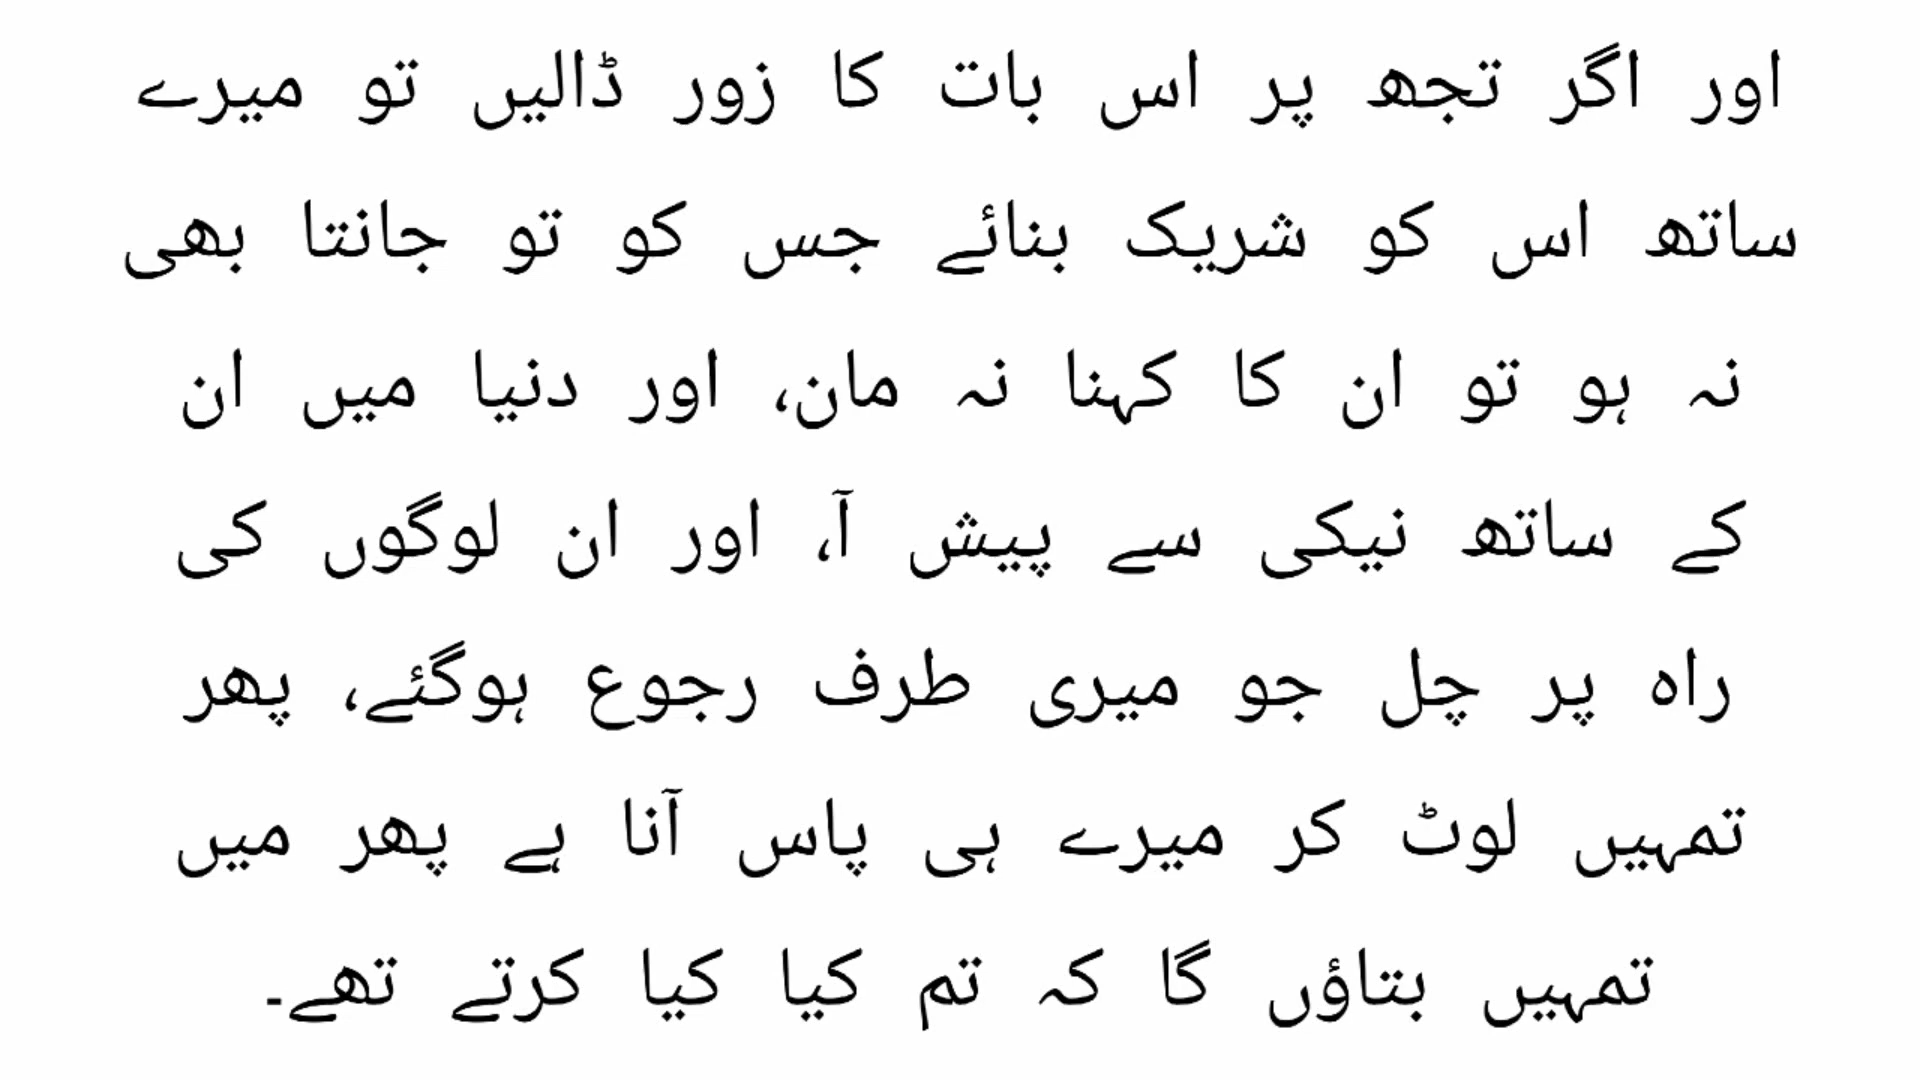 اور اگر تجھ پر اس بات کا زور ڈالیں تو میرے
ساتھ اس کو شریک بنائے جس کو تو جانتا بھی
نہ ہو تو ان کا کہنا نہ مان، اور دنیا میں ان
کے ساتھ نیکی سے پیش آ، اور ان لوگوں کی
راہ پر چل جو میری طرف رجوع ہوگئے، پھر
تمہیں لوٹ کر میرے ہی پاس آنا ہے پھر میں
تمہیں بتاؤں گا کہ تم کیا کیا کرتے تھے۔